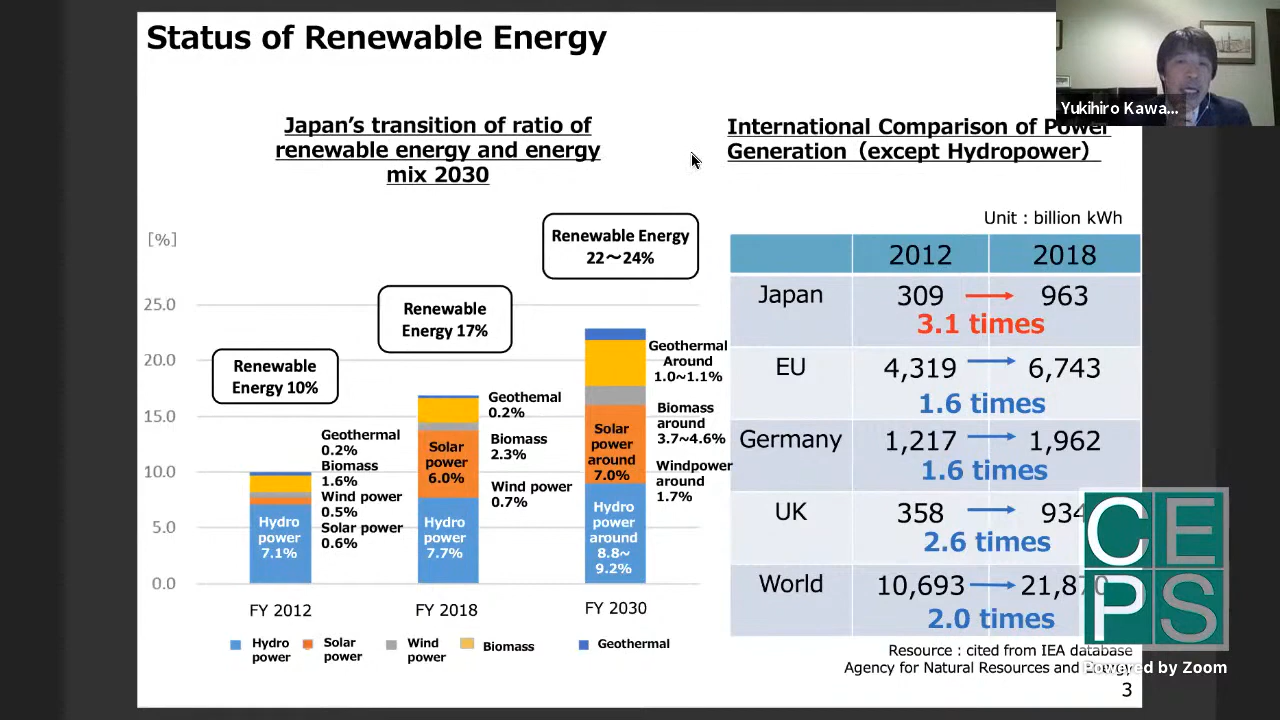 Status of Renewable Energy
Yukihiro Kawa...
Japan's transition of ratio of
renewable energy and energy
mix 2030
[%]
25.0
20.0
15.0
10.0
5.0
0.0
Renewable
Energy 10%
Renewable
Energy 17%
Renewable Energy
22～24%
Geothermal
0.2%
Biomass
1.6%
Wind power
0.5%
Solar power
0.6%
Hydro
power
7.1%
Geothemal
0.2%
Biomass
2.3%
Wind power
0.7%
Solar
power
6.0%
Hydro
power
7.7%
Geothermal
Around
1.0~1.1%
Biomass
around
3.7~4.6%
Windpower
around
1.7%
Solar
power
around
7.0%
Hydro
power
around
8.8~
9.2%
FY 2012
FY 2018
FY 2030
Hydro
power
Solar
power
Wind
power
Biomass
Geothermal
International Comparison of Power
Generation（except Hydropower）
Unit : billion kWh
2012 2018
Japan 309 963
3.1 times
EU 4,319 6,743
1.6 times
Germany 1,217 1,962
1.6 times
UK 358 934
2.6 times
World 10,693 21,870
2.0 times
Resource : cited from IEA database
Agency for Natural Resources and
3
CEPS
Powered by Zoom